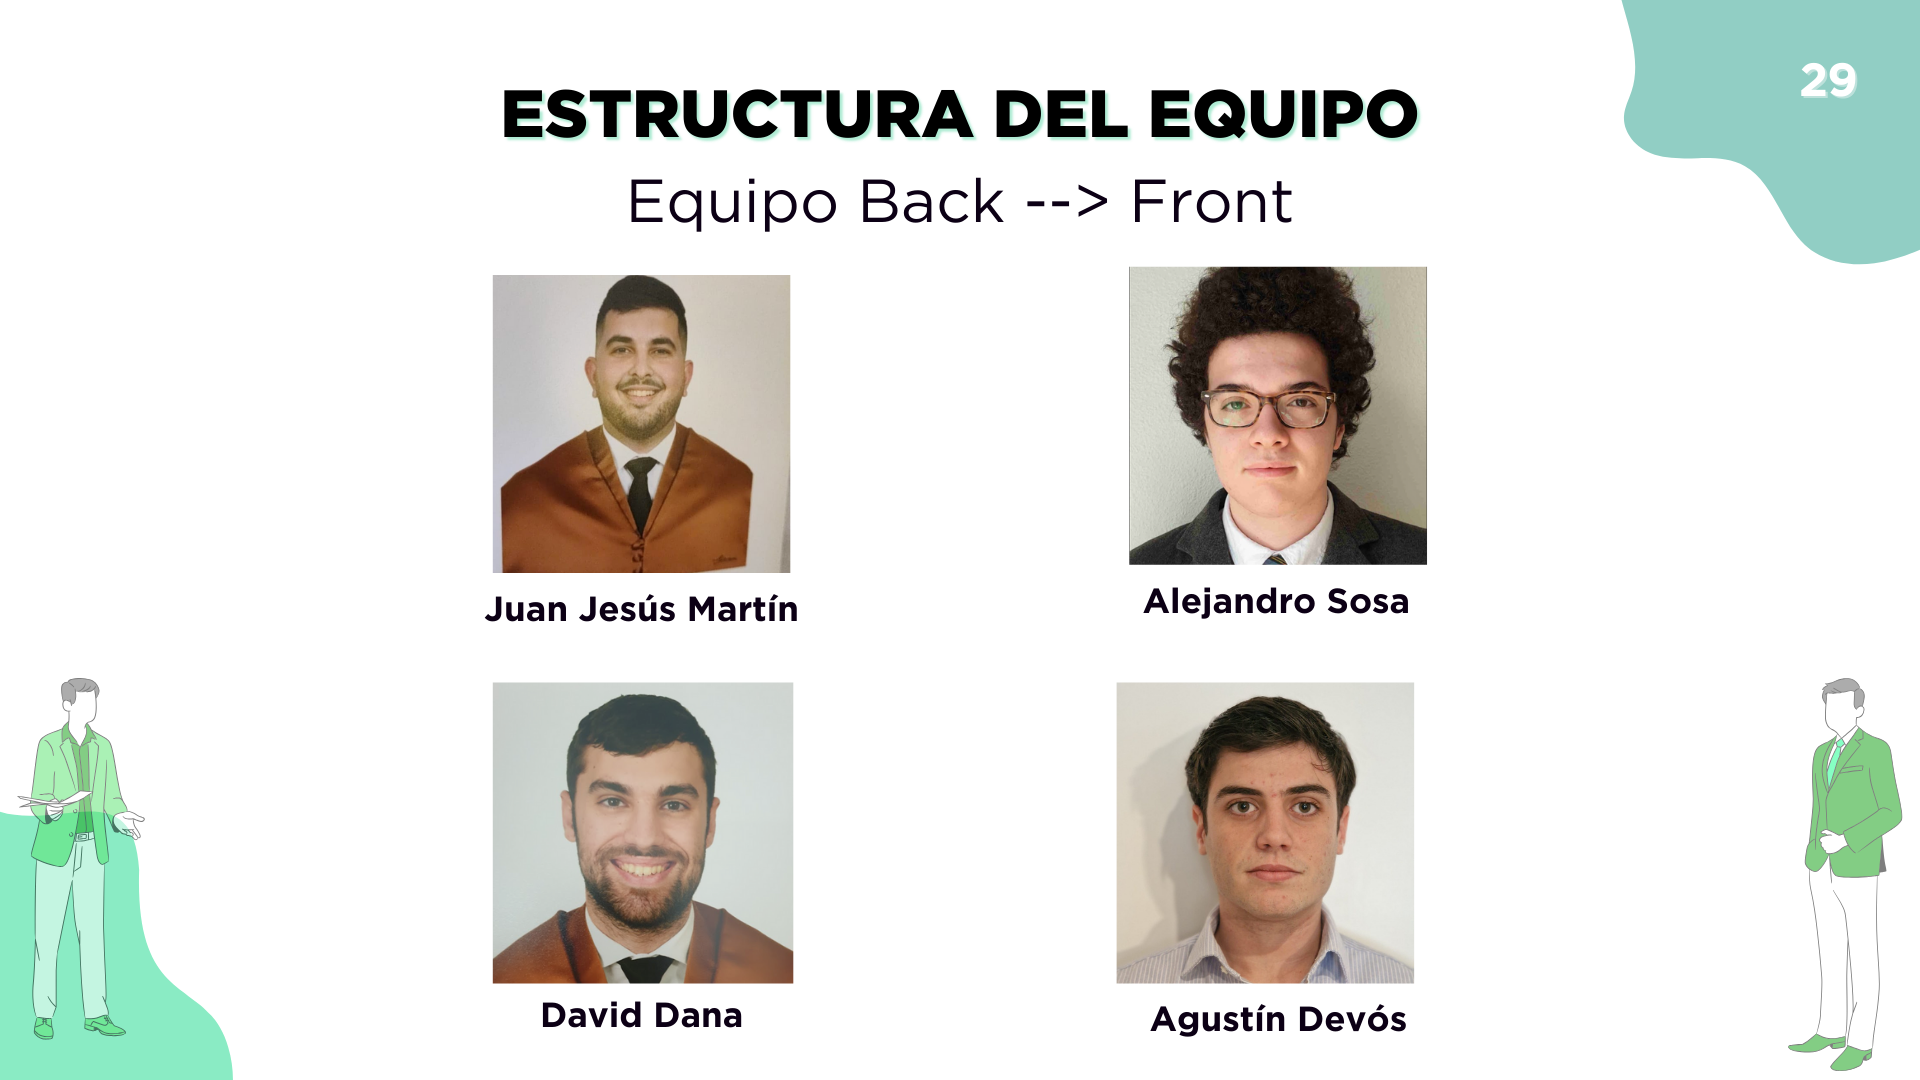 29
ESTRUCTURA DEL EQUIPO
Equipo Back --> Front
Juan Jesús Martín
Alejandro Sosa
David Dana
Agustín Devós